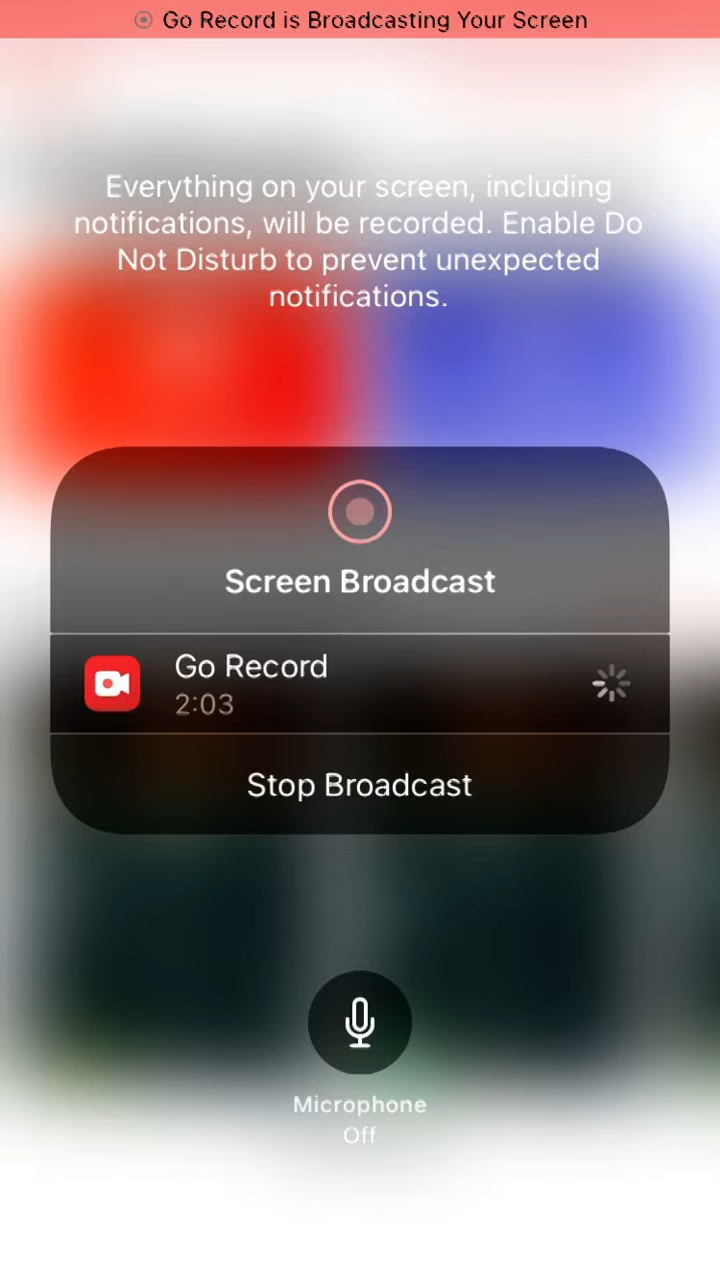 Go Record is Broadcasting Your Screen
Everything on your screen, including
notifications, will be recorded. Enable Do
Not Disturb to prevent unexpected
notifications.
Screen Broadcast
Go Record
2:03
Stop Broadcast
Microphone
Off